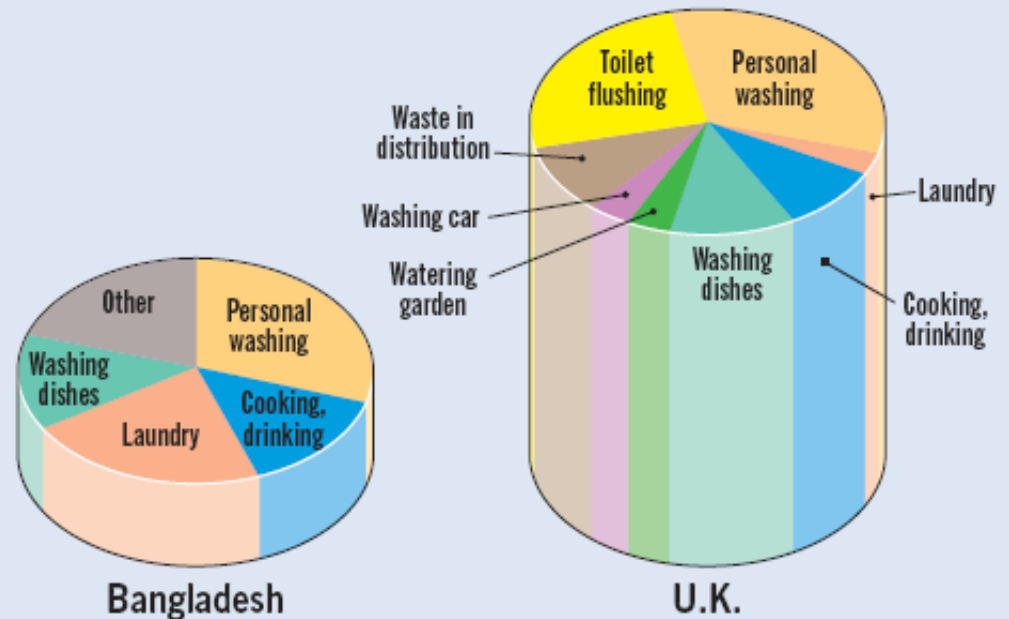 Other
Personal
washing
Washing
dishes
Laundry
Cooking,
drinking
Bangladesh
Toilet
flushing
Personal
washing
Waste in
distribution
Washing car
Watering
garden
Washing
dishes
Laundry
Cooking,
drinking
U.K.